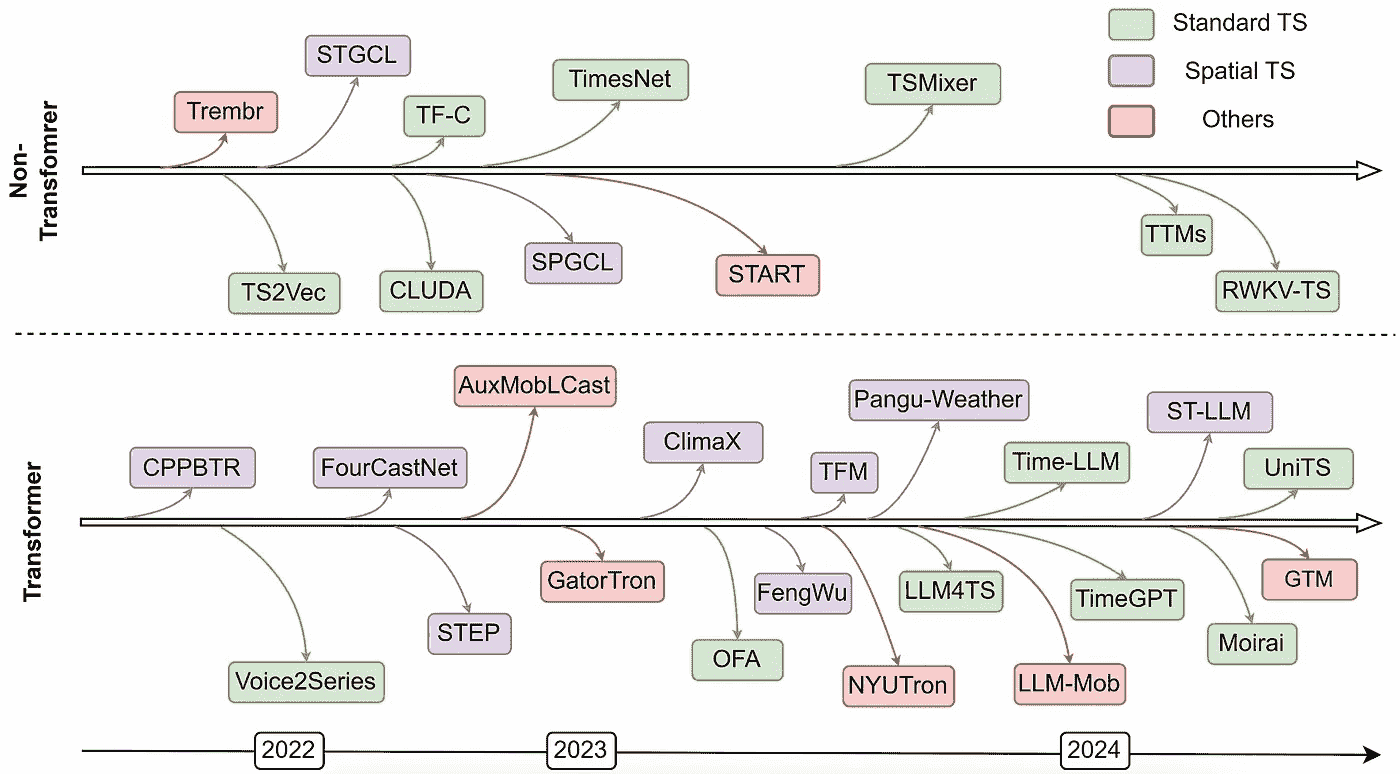 Standard TS
Spatial TS
Others
Non-
Transfomrer
STGCL
Trembr
TF-C
TimesNet
TSMixer
TS2Vec
CLUDA
SPGCL
START
TTMs
RWKV-TS
Transformer
AuxMobLCast
CPPBTR
FourCastNet
ClimaX
Pangu-Weather
TFM
Time-LLM
ST-LLM
UniTS
Voice2Series
STEP
GatorTron
OFA
FengWu
NYUTron
LLM4TS
LLM-Mob
TimeGPT
Moirai
GTM
2022
2023
2024